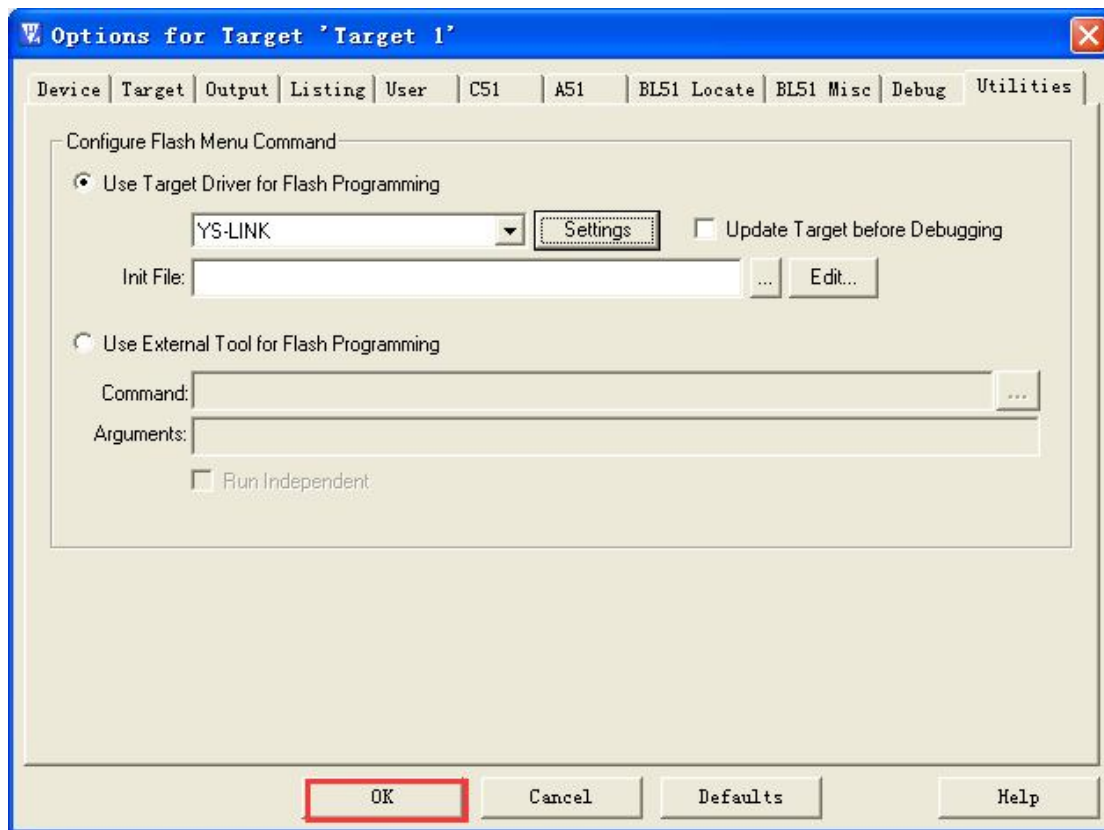 Options for Target 'Target 1'
Device Target Output Listing User C51 A51 BL51 Locate BL51 Misc Debug Utilities
Configure Flash Menu Command
Use Target Driver for Flash Programming
YS-LINK Settings Update Target before Debugging
Init File: ... Edit...
Use External Tool for Flash Programming
Command: ...
Arguments:
Run Independent
OK Cancel Defaults Help